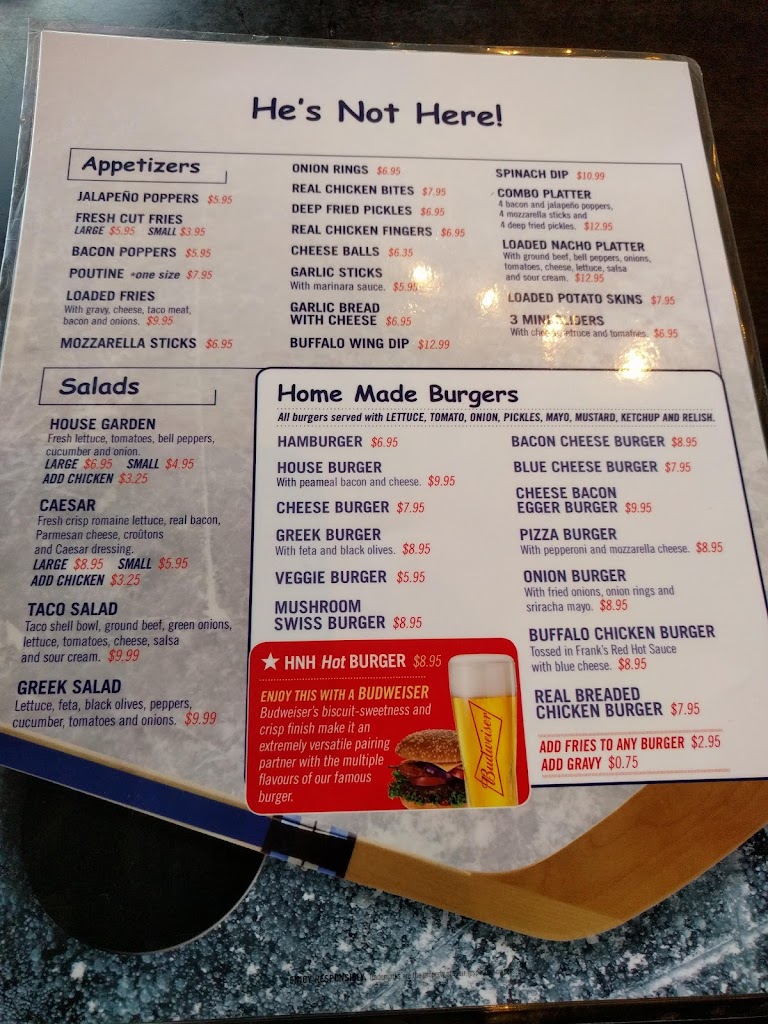 He's Not Here!
Appetizers
JALAPEÑO POPPERS $5.95
FRESH CUT FRIES
LARGE $5.95 SMALL $3.95
BACON POPPERS $5.95
POUTINE *one size $7.95
LOADED FRIES
With gravy, cheese, taco meat,
bacon and onions. $9.95
MOZZARELLA STICKS $6.95
ONION RINGS $6.95
REAL CHICKEN BITES $7.95
DEEP FRIED PICKLES $6.95
REAL CHICKEN FINGERS $6.95
CHEESE BALLS $6.35
GARLIC STICKS
With marinara sauce. $5.95
GARLIC BREAD
WITH CHEESE $6.95
BUFFALO WING DIP $12.99
SPINACH DIP $10.99
COMBO PLATTER
4 bacon and jalapeño poppers,
4 mozzarella sticks and
4 deep fried pickles. $12.95
LOADED NACHO PLATTER
With ground beef, bell peppers, onions,
tomatoes, cheese, lettuce, salsa
and sour cream. $12.95
LOADED POTATO SKINS $7.95
3 MINI SLIDERS
With cheese, lettuce and tomatoes. $6.95
Salads
HOUSE GARDEN
Fresh lettuce, tomatoes, bell peppers,
cucumber and onion.
LARGE $6.95 SMALL $4.95
ADD CHICKEN $3.25
CAESAR
Fresh crisp romaine lettuce, real bacon,
Parmesan cheese, croûtons
and Caesar dressing.
LARGE $8.95 SMALL $5.95
ADD CHICKEN $3.25
TACO SALAD
Taco shell bowl, ground beef, green onions,
lettuce, tomatoes, cheese, salsa
and sour cream. $9.99
GREEK SALAD
Lettuce, feta, black olives, peppers,
cucumber, tomatoes and onions. $9.99
Home Made Burgers
All burgers served with LETTUCE, TOMATO, ONION, PICKLES, MAYO, MUSTARD, KETCHUP AND RELISH.
HAMBURGER $6.95
HOUSE BURGER
With peameal bacon and cheese. $9.95
CHEESE BURGER $7.95
GREEK BURGER
With feta and black olives. $8.95
VEGGIE BURGER $5.95
MUSHROOM
SWISS BURGER $8.95
BACON CHEESE BURGER $8.95
BLUE CHEESE BURGER $7.95
CHEESE BACON
EGGER BURGER $9.95
PIZZA BURGER
With pepperoni and mozzarella cheese. $8.95
ONION BURGER
With fried onions, onion rings and
sriracha mayo. $8.95
BUFFALO CHICKEN BURGER
Tossed in Frank's Red Hot Sauce
with blue cheese. $8.95
REAL BREADED
CHICKEN BURGER $7.95
ADD FRIES TO ANY BURGER $2.95
ADD GRAVY $0.75
★ HNH Hot BURGER $8.95
ENJOY THIS WITH A BUDWEISER
Budweiser's biscuit-sweetness and
crisp finish make it an
extremely versatile pairing
partner with the multiple
flavours of our famous
burger.
Budweiser
ENJOY RESPONSIBLY.